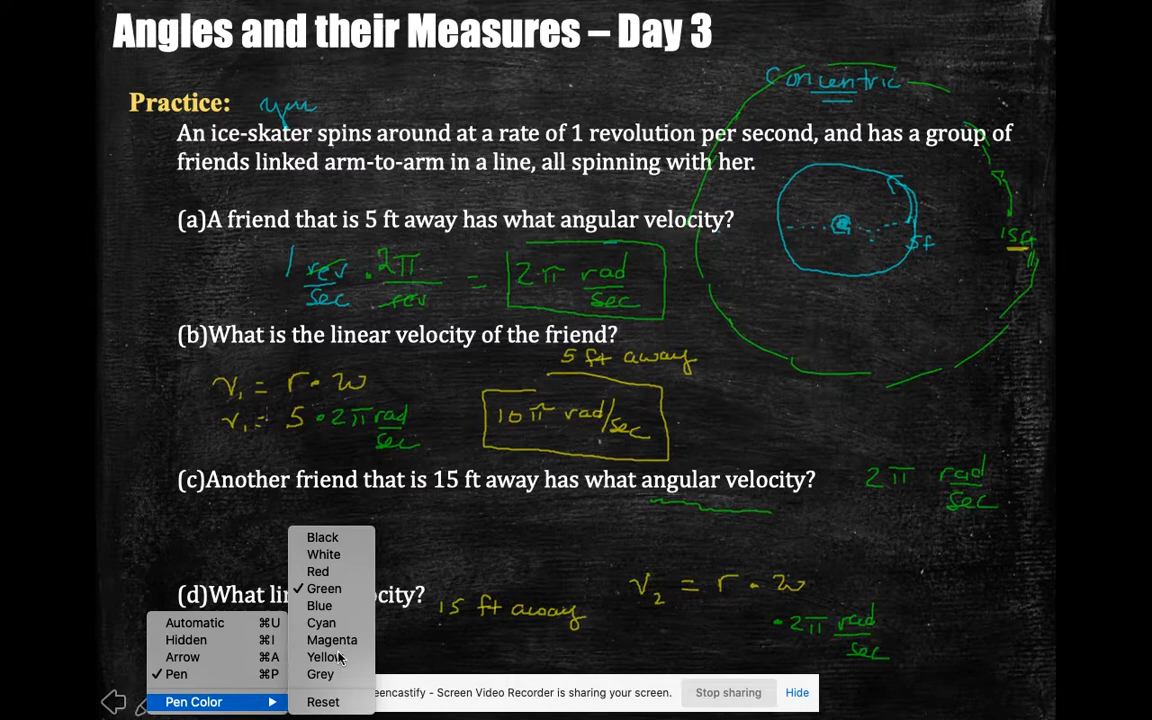 Angles and their Measures – Day 3
Concentric
Practice:
An ice-skater spins around at a rate of 1 revolution per second, and has a group of
friends linked arm-to-arm in a line, all spinning with her.
(a)A friend that is 5 ft away has what angular velocity?
15ft
5f
1 rev/sec · 2π/rev = 2π rad/sec
(b)What is the linear velocity of the friend?
5 ft away
v₁ = r · w
v₁ = 5 · 2π rad/sec
10π rad/sec
(c)Another friend that is 15 ft away has what angular velocity?
2π rad/sec
(d)What li city?
15 ft away
v₂ = r · w
· 2π rad/sec
Black
White
Red
✓ Green
Blue
Cyan
Magenta
Yellow
Grey
Reset
Automatic ⌘U
Hidden ⌘I
Arrow ⌘A
✓ Pen ⌘P
Pen Color
eencastify - Screen Video Recorder is sharing your screen.
Stop sharing
Hide